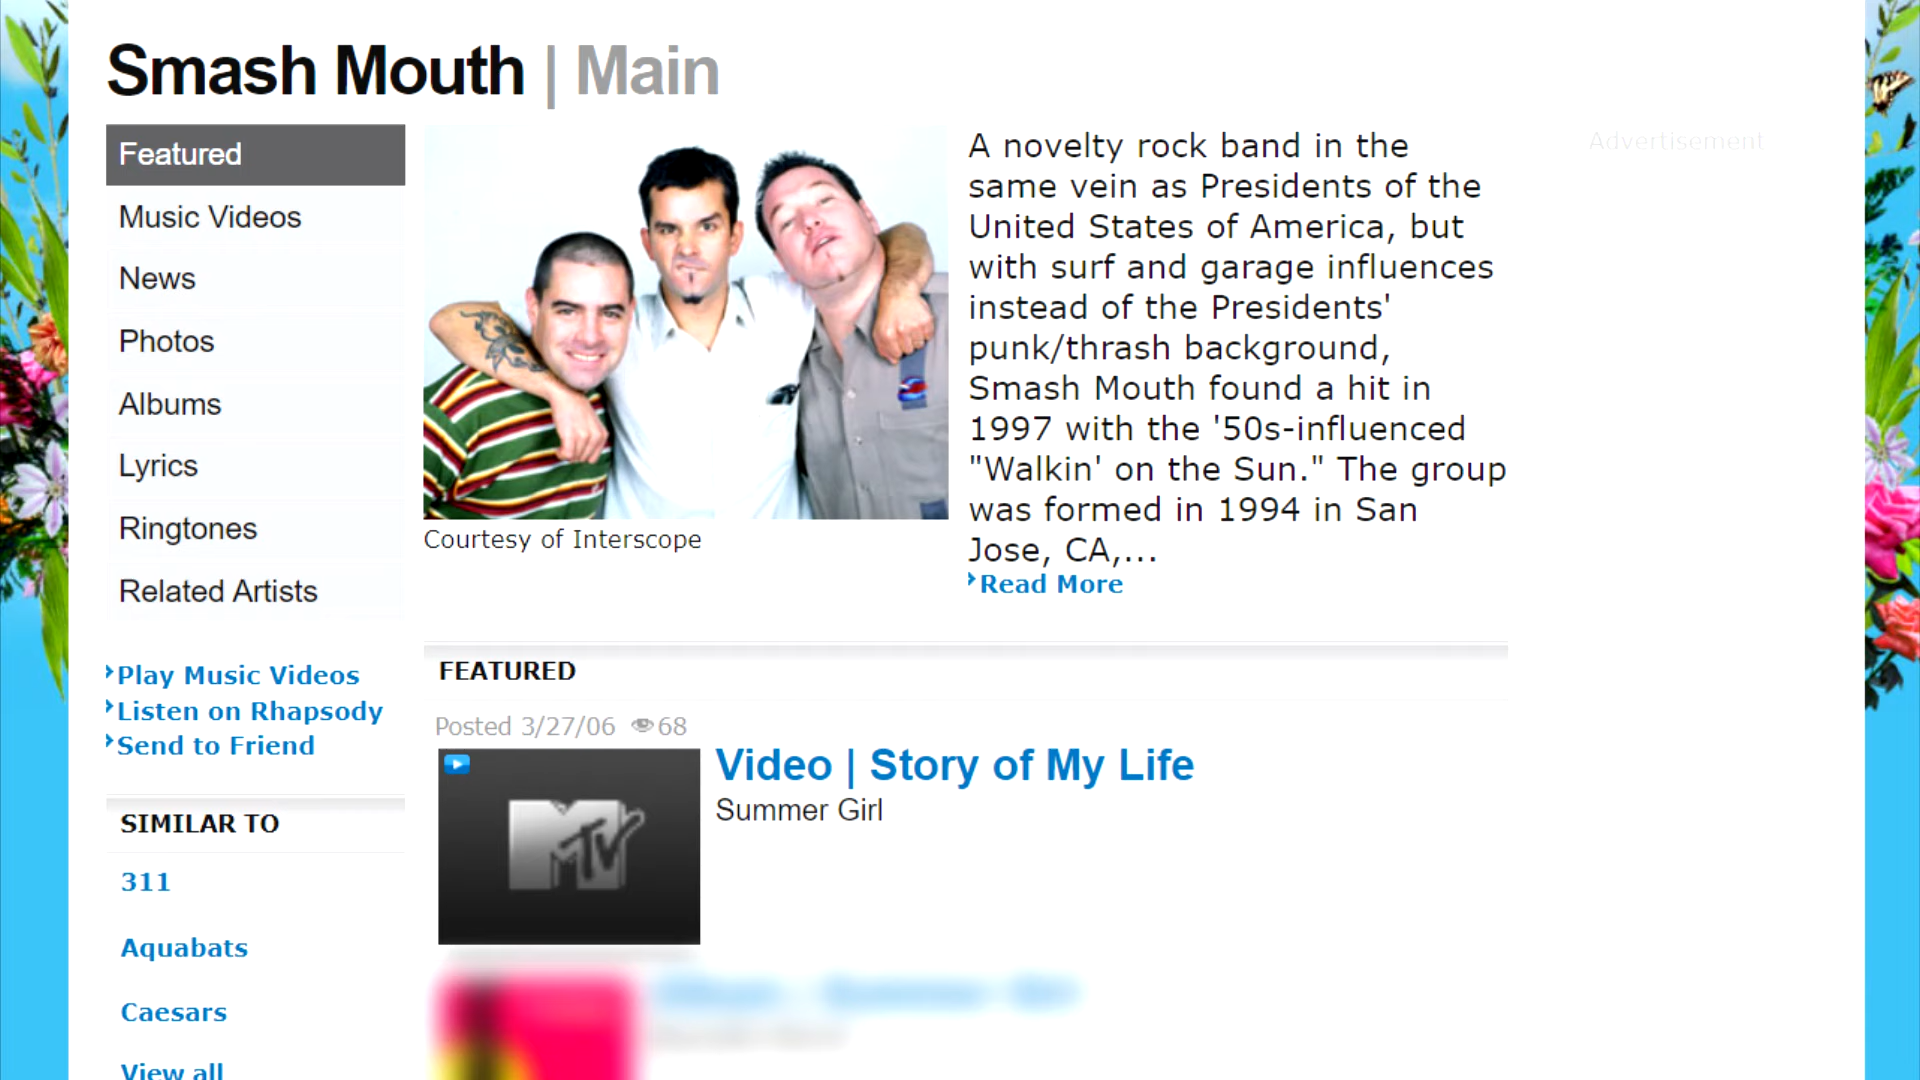 Smash Mouth | Main
Featured
Music Videos
News
Photos
Albums
Lyrics
Ringtones
Related Artists
Play Music Videos
Listen on Rhapsody
Send to Friend
SIMILAR TO
311
Aquabats
Caesars
View all
Courtesy of Interscope
A novelty rock band in the
same vein as Presidents of the
United States of America, but
with surf and garage influences
instead of the Presidents'
punk/thrash background,
Smash Mouth found a hit in
1997 with the '50s-influenced
"Walkin' on the Sun." The group
was formed in 1994 in San
Jose, CA,...
Read More
FEATURED
Posted 3/27/06 68
MTV
Video | Story of My Life
Summer Girl
Advertisement